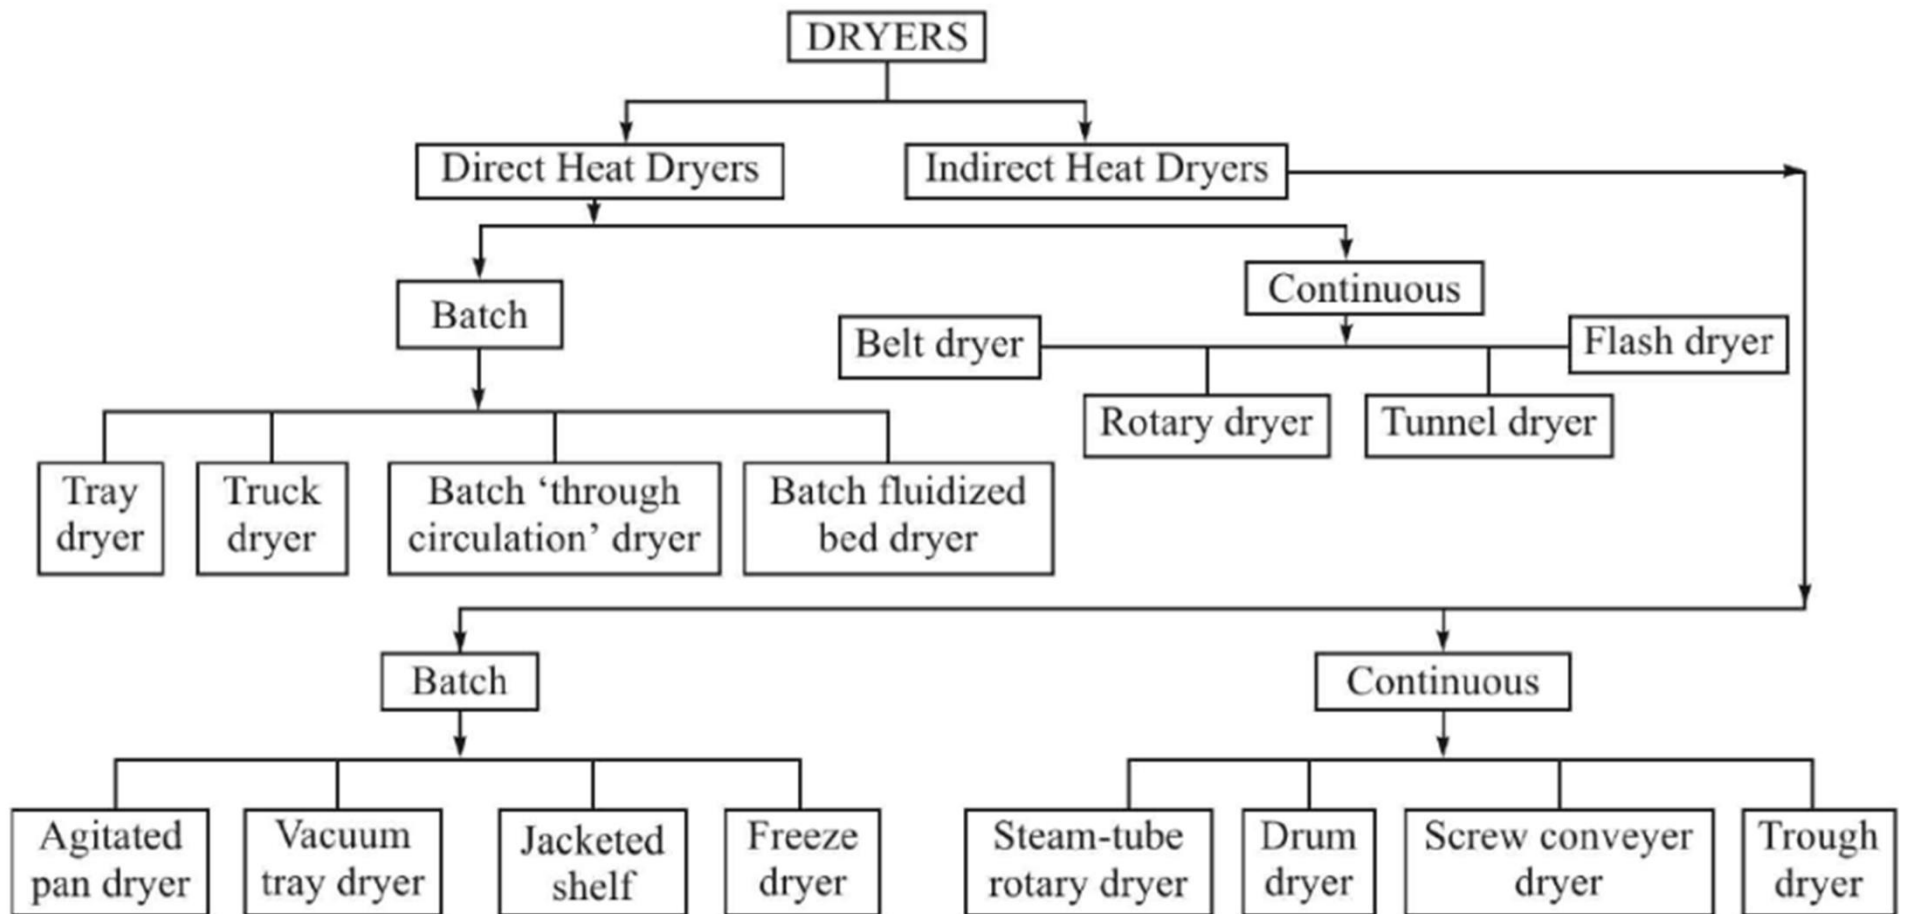 DRYERS
Direct Heat Dryers
Indirect Heat Dryers
Batch
Continuous
Belt dryer
Flash dryer
Rotary dryer
Tunnel dryer
Tray
dryer
Truck
dryer
Batch ‘through
circulation’ dryer
Batch fluidized
bed dryer
Batch
Continuous
Agitated
pan dryer
Vacuum
tray dryer
Jacketed
shelf
Freeze
dryer
Steam-tube
rotary dryer
Drum
dryer
Screw conveyer
dryer
Trough
dryer